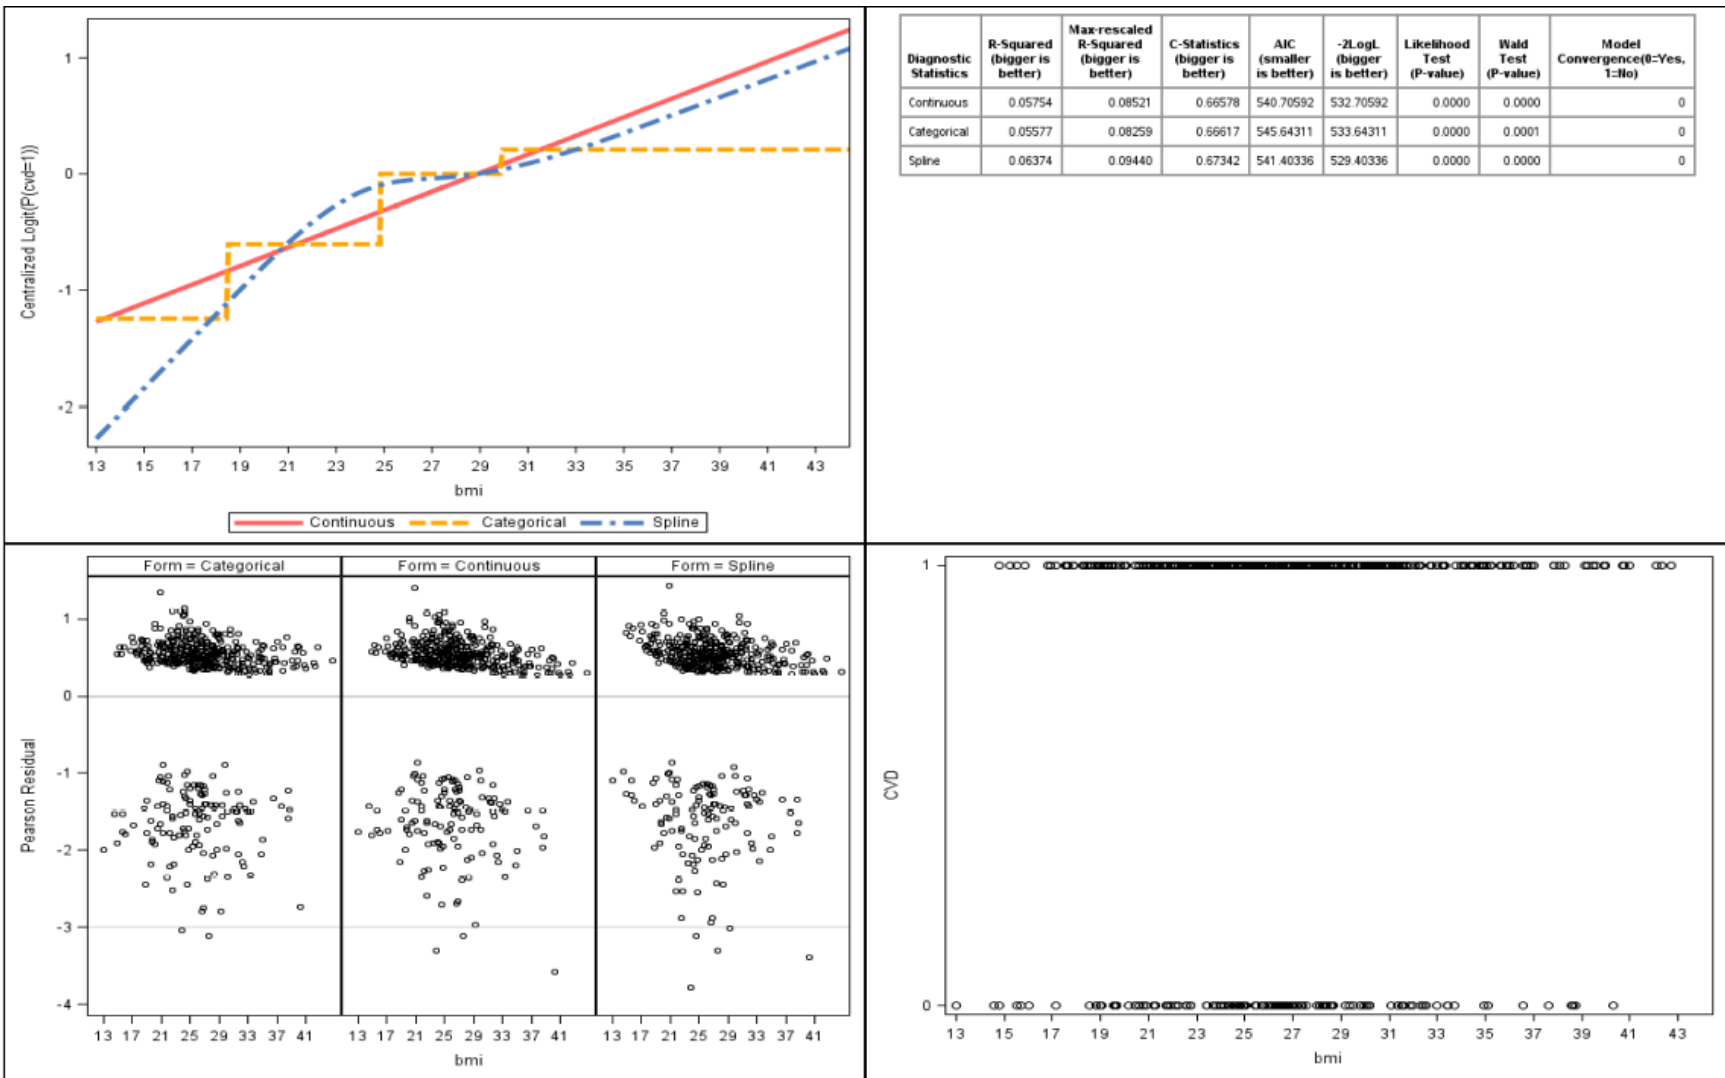 1
0
-1
-2
Centralized Logit(P(cvd=1))
13 15 17 19 21 23 25 27 29 31 33 35 37 39 41 43
bmi
Continuous Categorical Spline
Diagnostic Statistics R-Squared (bigger is better) Max-rescaled R-Squared (bigger is better) C-Statistics (bigger is better) AIC (smaller is better) -2LogL (bigger is better) Likelihood Test (P-value) Wald Test (P-value) Model Convergence(0=Yes, 1=No)
Continuous 0.05754 0.08521 0.66578 540.70592 532.70592 0.0000 0.0000 0
Categorical 0.05577 0.08259 0.66617 545.64311 533.64311 0.0000 0.0001 0
Spline 0.06374 0.09440 0.67342 541.40336 529.40336 0.0000 0.0000 0
Form = Categorical Form = Continuous Form = Spline
1
0
-1
-2
-3
-4
Pearson Residual
13 17 21 25 29 33 37 41 13 17 21 25 29 33 37 41 13 17 21 25 29 33 37 41
bmi
1
0
CVD
13 15 17 19 21 23 25 27 29 31 33 35 37 39 41 43
bmi